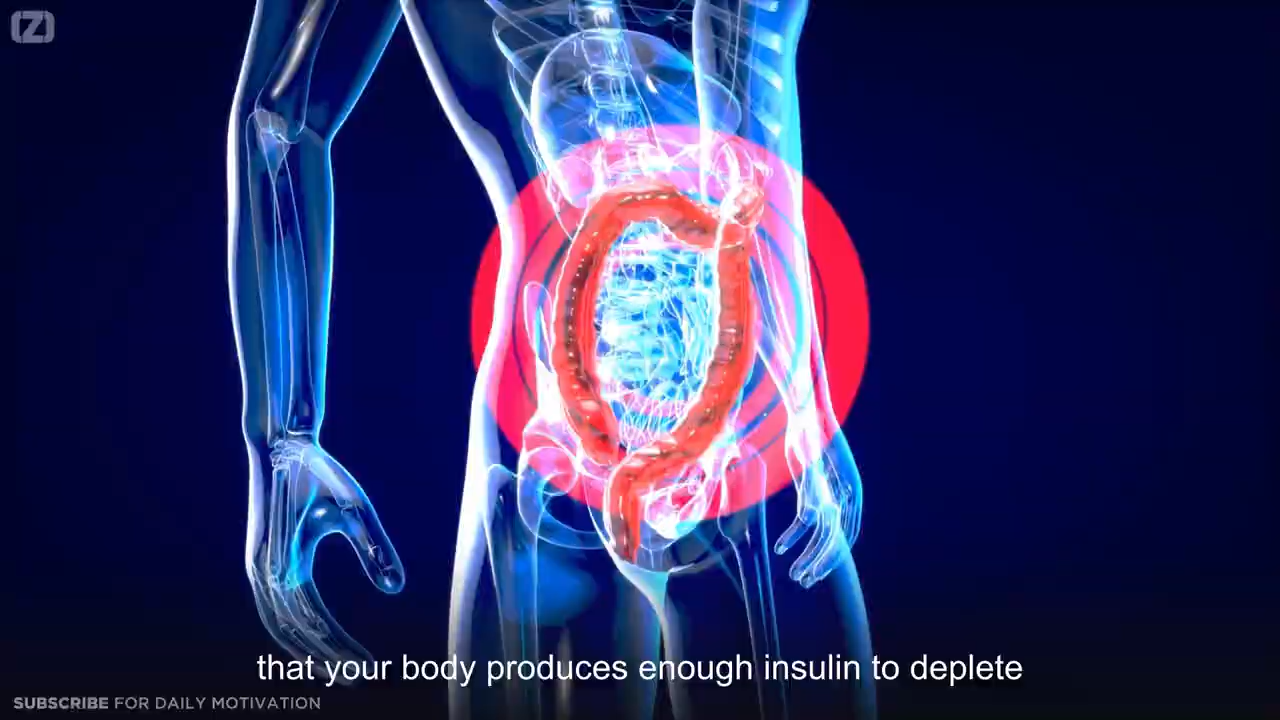 [Z]
that your body produces enough insulin to deplete
SUBSCRIBE FOR DAILY MOTIVATION